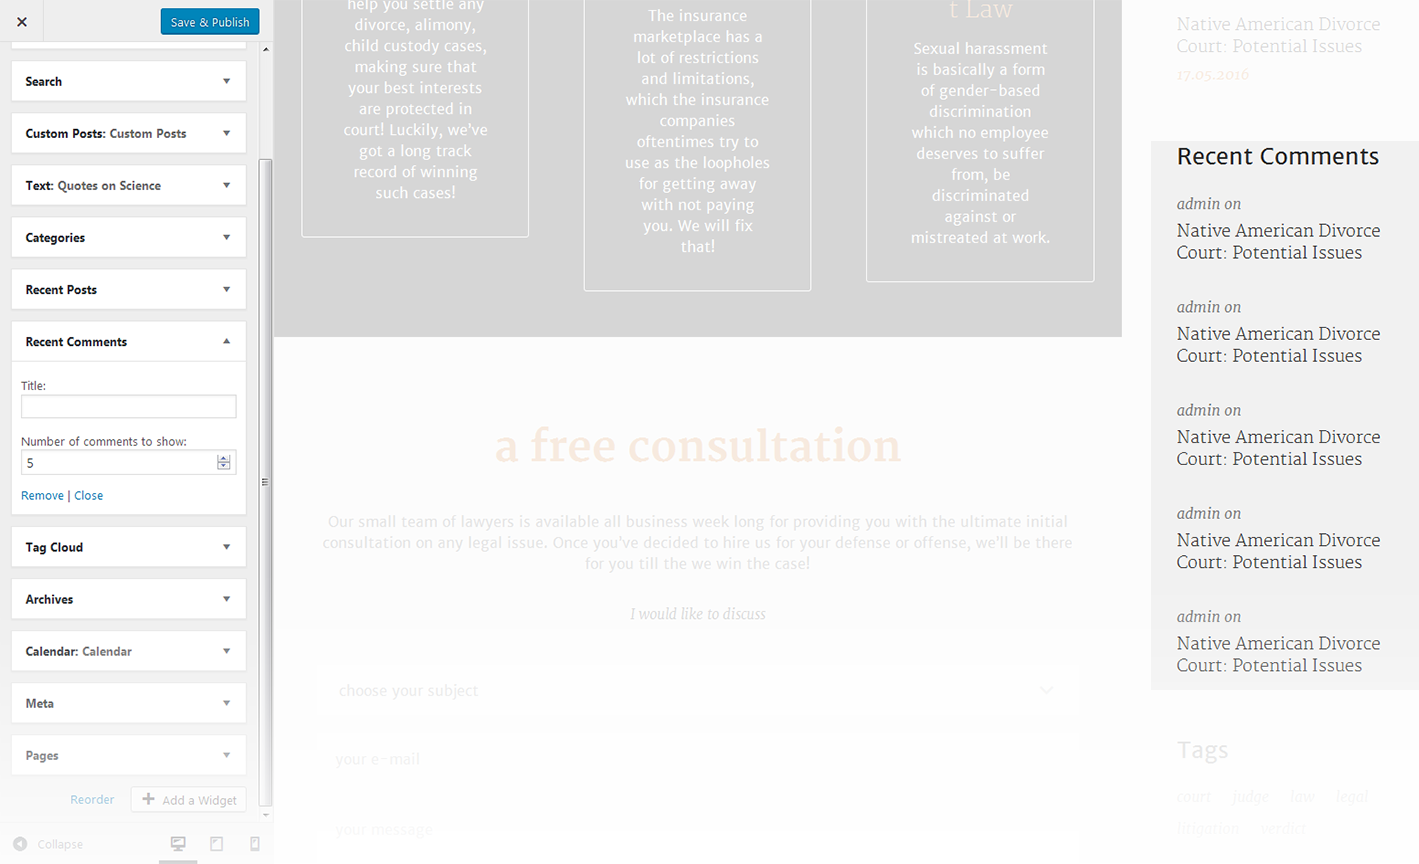 Save & Publish
Search
Custom Posts: Custom Posts
Text: Quotes on Science
Categories
Recent Posts
Recent Comments
Title:
Number of comments to show:
5
Remove | Close
Tag Cloud
Archives
Calendar: Calendar
Meta
Pages
Reorder
Add a Widget
Collapse
help you settle any
divorce, alimony,
child custody cases,
making sure that
your best interests
are protected in
court! Luckily, we've
got a long track
record of winning
such cases!
The insurance
marketplace has a
lot of restrictions
and limitations,
which the insurance
companies
oftentimes try to
use as the loopholes
for getting away
with not paying
you. We will fix
that!
t Law
Sexual harassment
is basically a form
of gender-based
discrimination
which no employee
deserves to suffer
from, be
discriminated
against or
mistreated at work.
a free consultation
Our small team of lawyers is available all business week long for providing you with the ultimate initial
consultation on any legal issue. Once you've decided to hire us for your defense or offense, we'll be there
for you till the we win the case!
I would like to discuss
choose your subject
your e-mail
your message
Native American Divorce
Court: Potential Issues
17.05.2016
Recent Comments
admin on
Native American Divorce
Court: Potential Issues
admin on
Native American Divorce
Court: Potential Issues
admin on
Native American Divorce
Court: Potential Issues
admin on
Native American Divorce
Court: Potential Issues
admin on
Native American Divorce
Court: Potential Issues
Tags
court judge law legal
litigation verdict